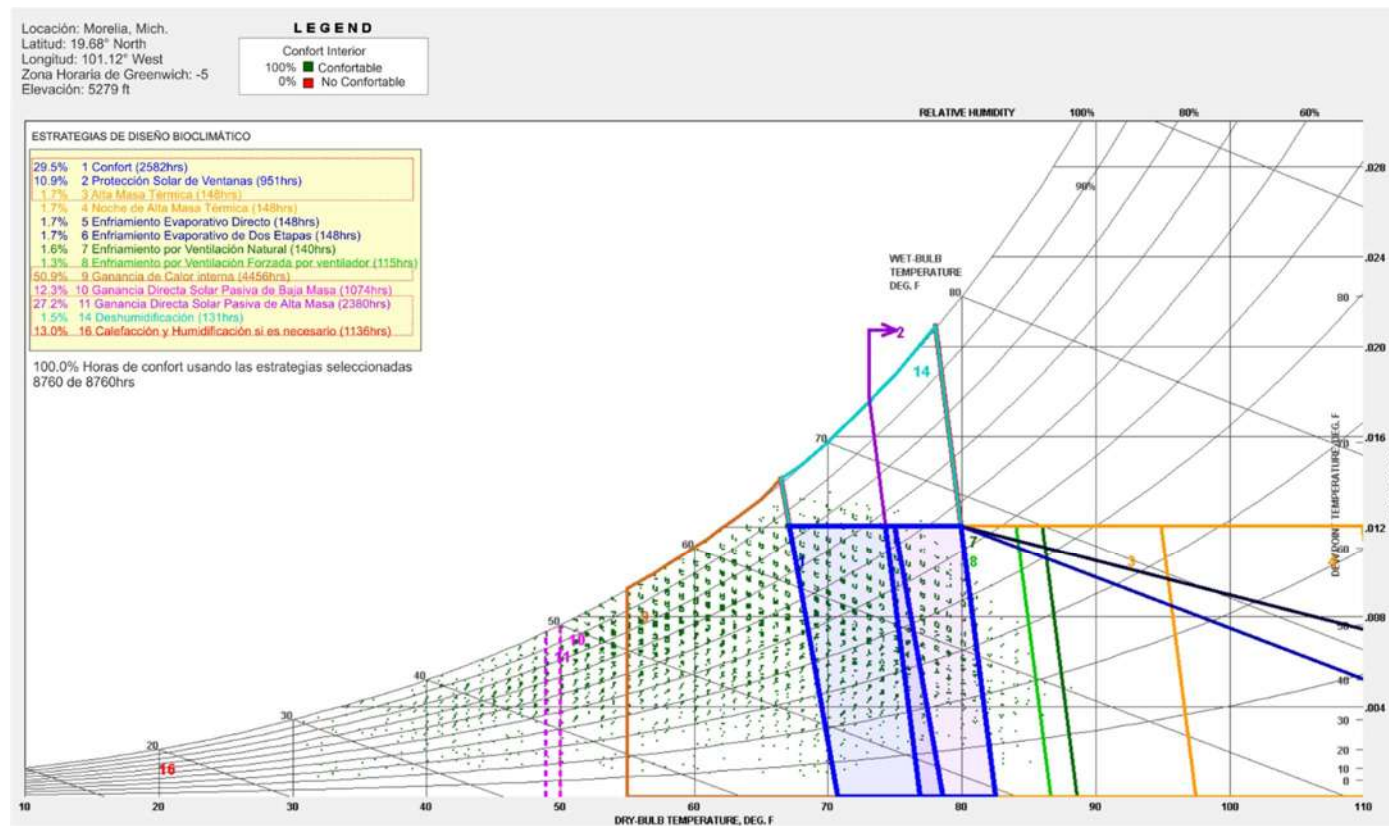 Locación: Morelia, Mich.
Latitud: 19.68° North
Longitud: 101.12° West
Zona Horaria de Greenwich: -5
Elevación: 5279 ft
LEGEND
Confort Interior
100% Confortable
0% No Confortable
RELATIVE HUMIDITY 100% 80% 60%
ESTRATEGIAS DE DISEÑO BIOCLIMÁTICO
29.5% 1 Confort (2582hrs)
10.9% 2 Protección Solar de Ventanas (951hrs)
1.7% 3 Alta Masa Térmica (148hrs)
1.7% 4 Noche de Alta Masa Térmica (148hrs)
1.7% 5 Enfriamiento Evaporativo Directo (148hrs)
1.7% 6 Enfriamiento Evaporativo de Dos Etapas (148hrs)
1.6% 7 Enfriamiento por Ventilación Natural (140hrs)
1.3% 8 Enfriamiento por Ventilación Forzada por ventilador (115hrs)
50.9% 9 Ganancia de Calor interna (4456hrs)
12.3% 10 Ganancia Directa Solar Pasiva de Baja Masa (1074hrs)
27.2% 11 Ganancia Directa Solar Pasiva de Alta Masa (2380hrs)
1.5% 14 Deshumidificación (131hrs)
13.0% 16 Calefacción y Humidificación si es necesario (1136hrs)
100.0% Horas de confort usando las estrategias seleccionadas
8760 de 8760hrs
90%
WET-BULB
TEMPERATURE
DEG. F
80
70
60
50
40
30
20
2
14
1
7
8
3
9
10
11
16
.028
.024
.020
.016
.012
.008
.004
DEW POINT TEMPERATURE, DEG. F
80
60
50
40
30
20
10
0
10 20 30 40 50 60 70 80 90 100 110
DRY-BULB TEMPERATURE, DEG. F